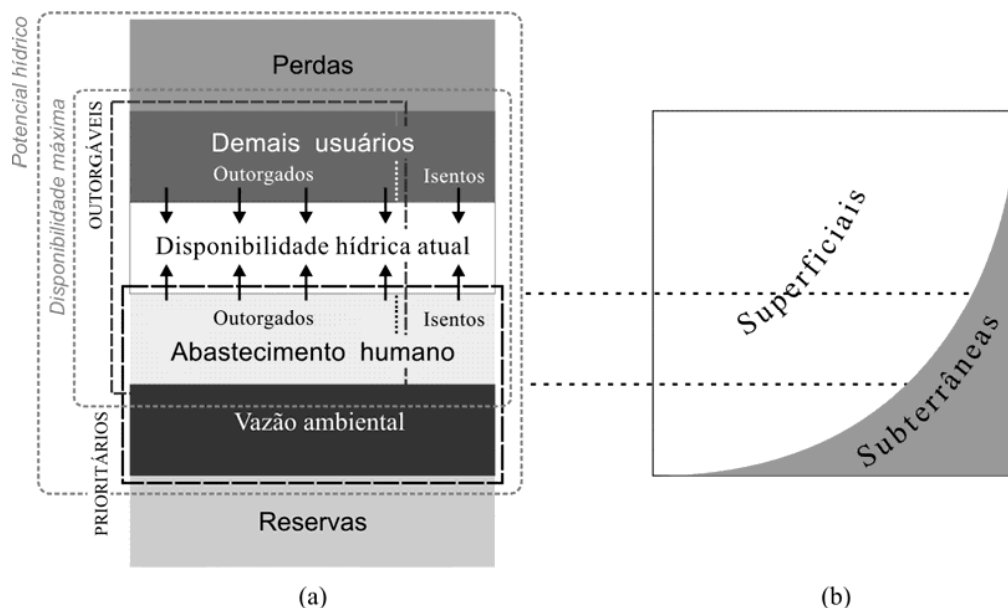 Potencial hídrico
Disponibilidade máxima
OUTORGÁVEIS
PRIORITÁRIOS
Perdas
Demais usuários
Outorgados
Isentos
Disponibilidade hídrica atual
Outorgados
Isentos
Abastecimento humano
Vazão ambiental
Reservas
(a)
Superficiais
Subterrâneas
(b)